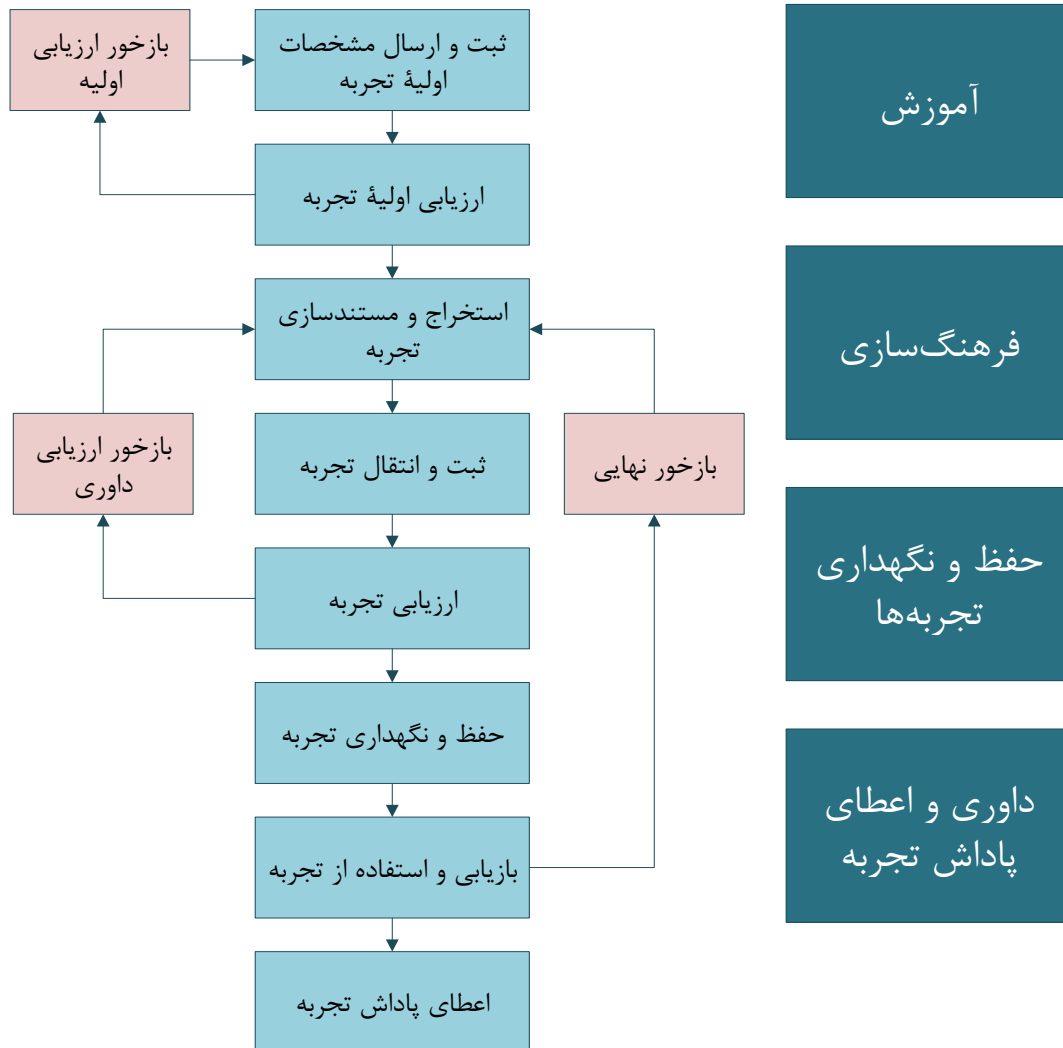 ثبت و ارسال مشخصات
اولیهٔ تجربه
بازخور ارزیابی
اولیه
ارزیابی اولیهٔ تجربه
استخراج و مستندسازی
تجربه
ثبت و انتقال تجربه
بازخور نهایی
بازخور ارزیابی
داوری
ارزیابی تجربه
حفظ و نگهداری تجربه
بازیابی و استفاده از تجربه
اعطای پاداش تجربه
آموزش
فرهنگ‌سازی
حفظ و نگهداری
تجربه‌ها
داوری و اعطای
پاداش تجربه